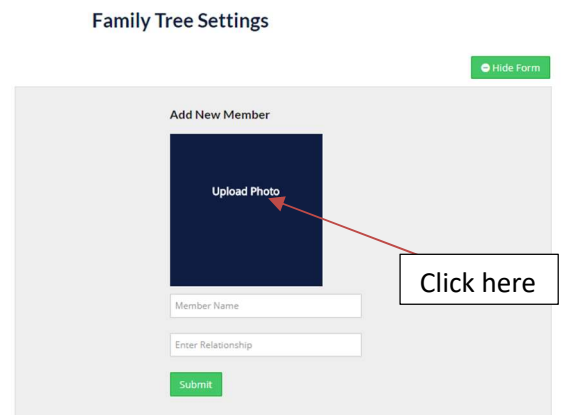 Family Tree Settings
Hide Form
Add New Member
Upload Photo
Click here
Member Name
Enter Relationship
Submit